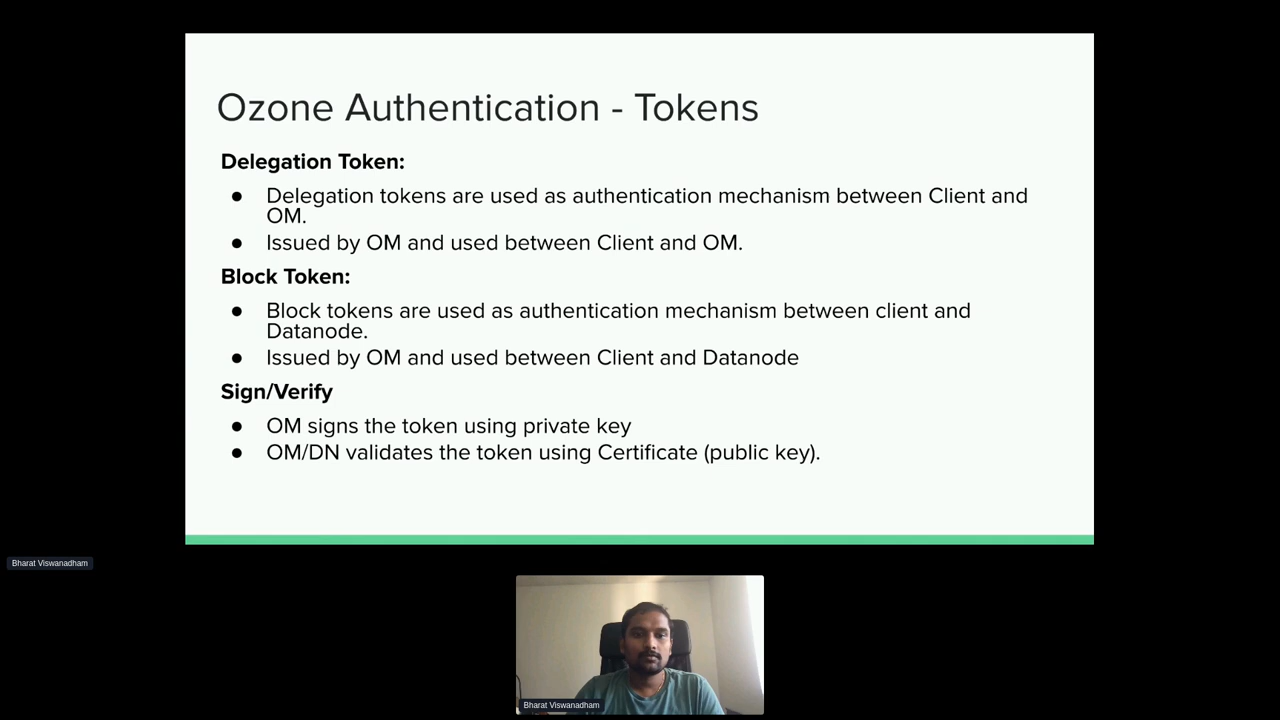 Ozone Authentication - Tokens
Delegation Token:
● Delegation tokens are used as authentication mechanism between Client and
OM.
● Issued by OM and used between Client and OM.
Block Token:
● Block tokens are used as authentication mechanism between client and
Datanode.
● Issued by OM and used between Client and Datanode
Sign/Verify
● OM signs the token using private key
● OM/DN validates the token using Certificate (public key).
Bharat Viswanadham
Bharat Viswanadham